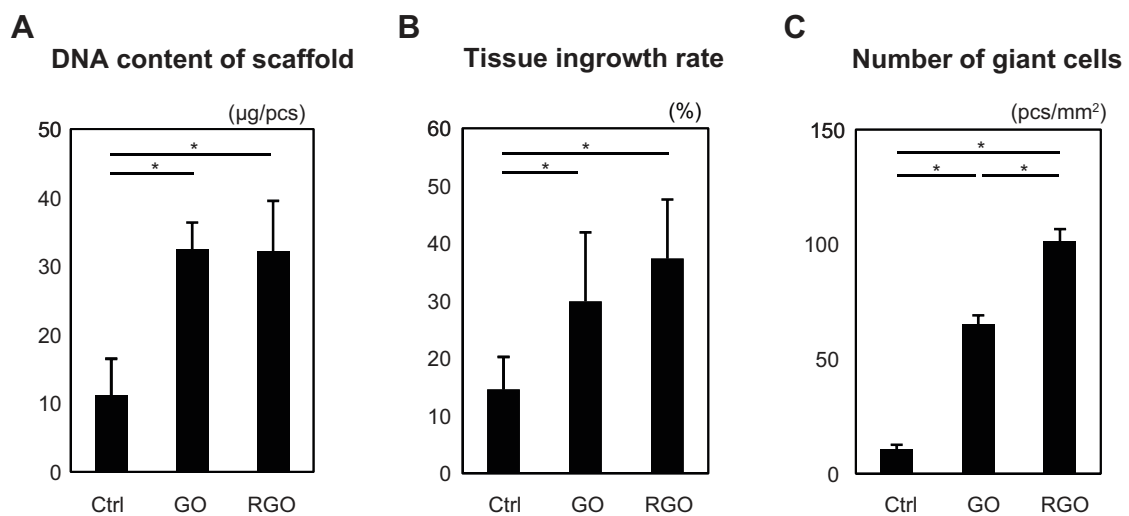 A
DNA content of scaffold
(µg/pcs)
50
40
30
20
10
0
*
*
Ctrl GO RGO
B
Tissue ingrowth rate
(%)
60
50
40
30
20
10
0
*
*
Ctrl GO RGO
C
Number of giant cells
(pcs/mm²)
150
100
50
0
*
* *
Ctrl GO RGO